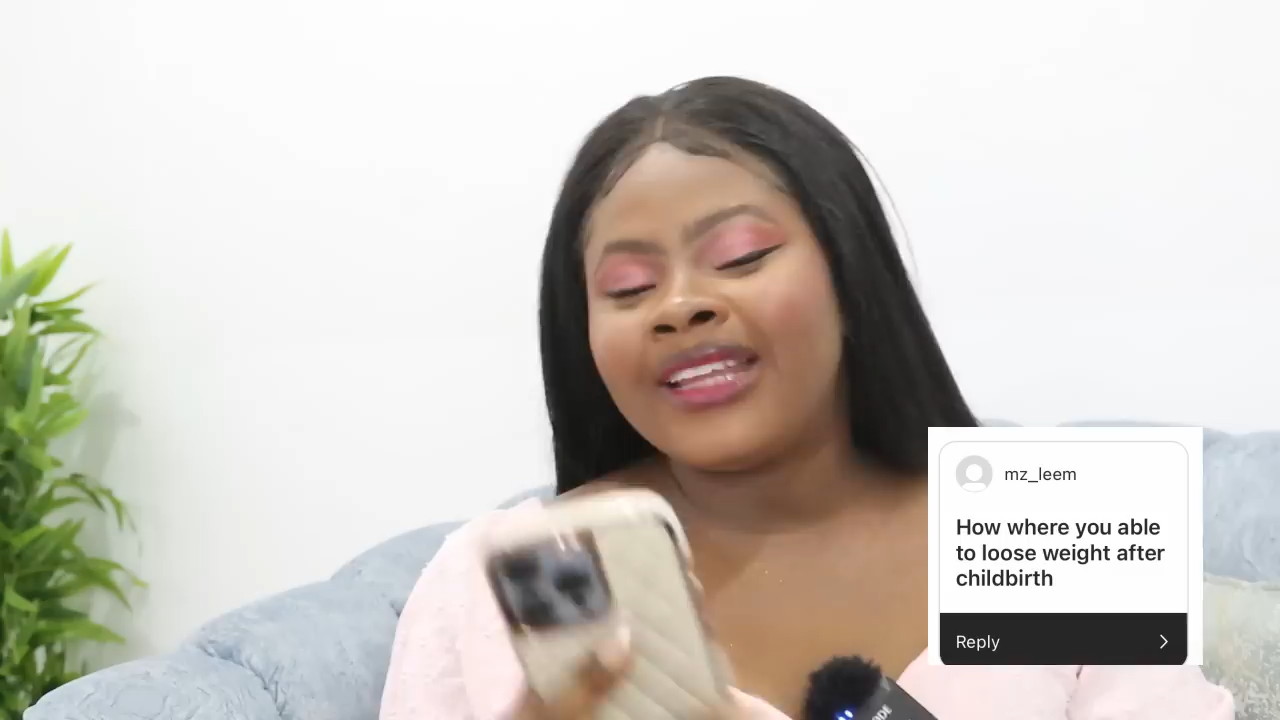 mz_leem
How where you able
to loose weight after
childbirth
Reply